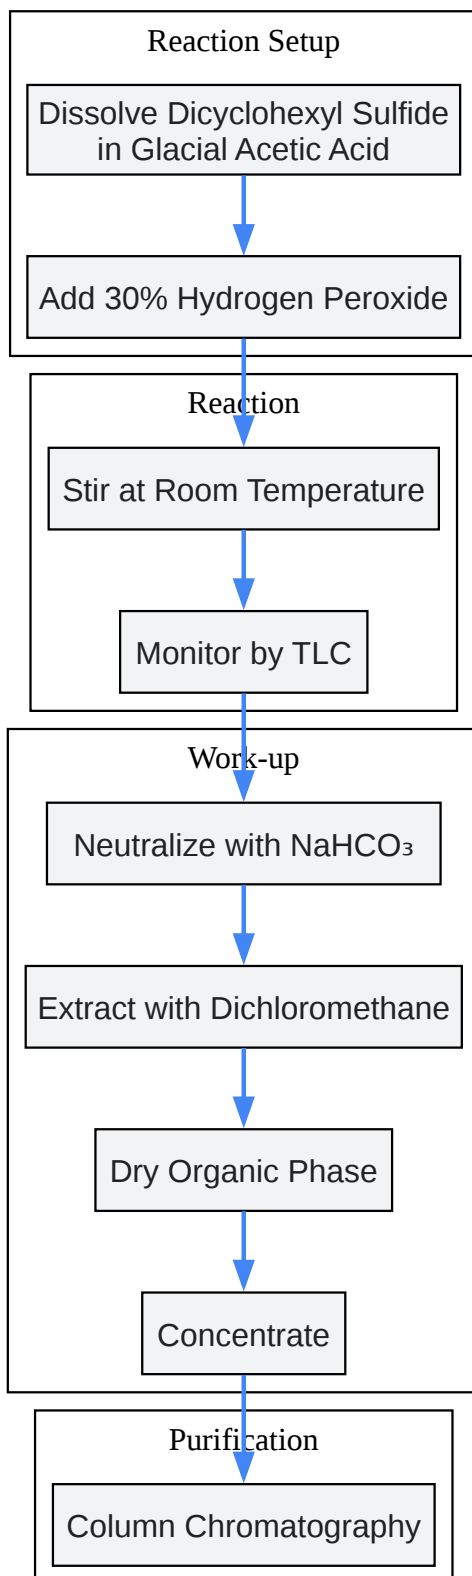 Reaction Setup
Dissolve Dicyclohexyl Sulfide
in Glacial Acetic Acid
Add 30% Hydrogen Peroxide
Reaction
Stir at Room Temperature
Monitor by TLC
Work-up
Neutralize with NaHCO₃
Extract with Dichloromethane
Dry Organic Phase
Concentrate
Purification
Column Chromatography